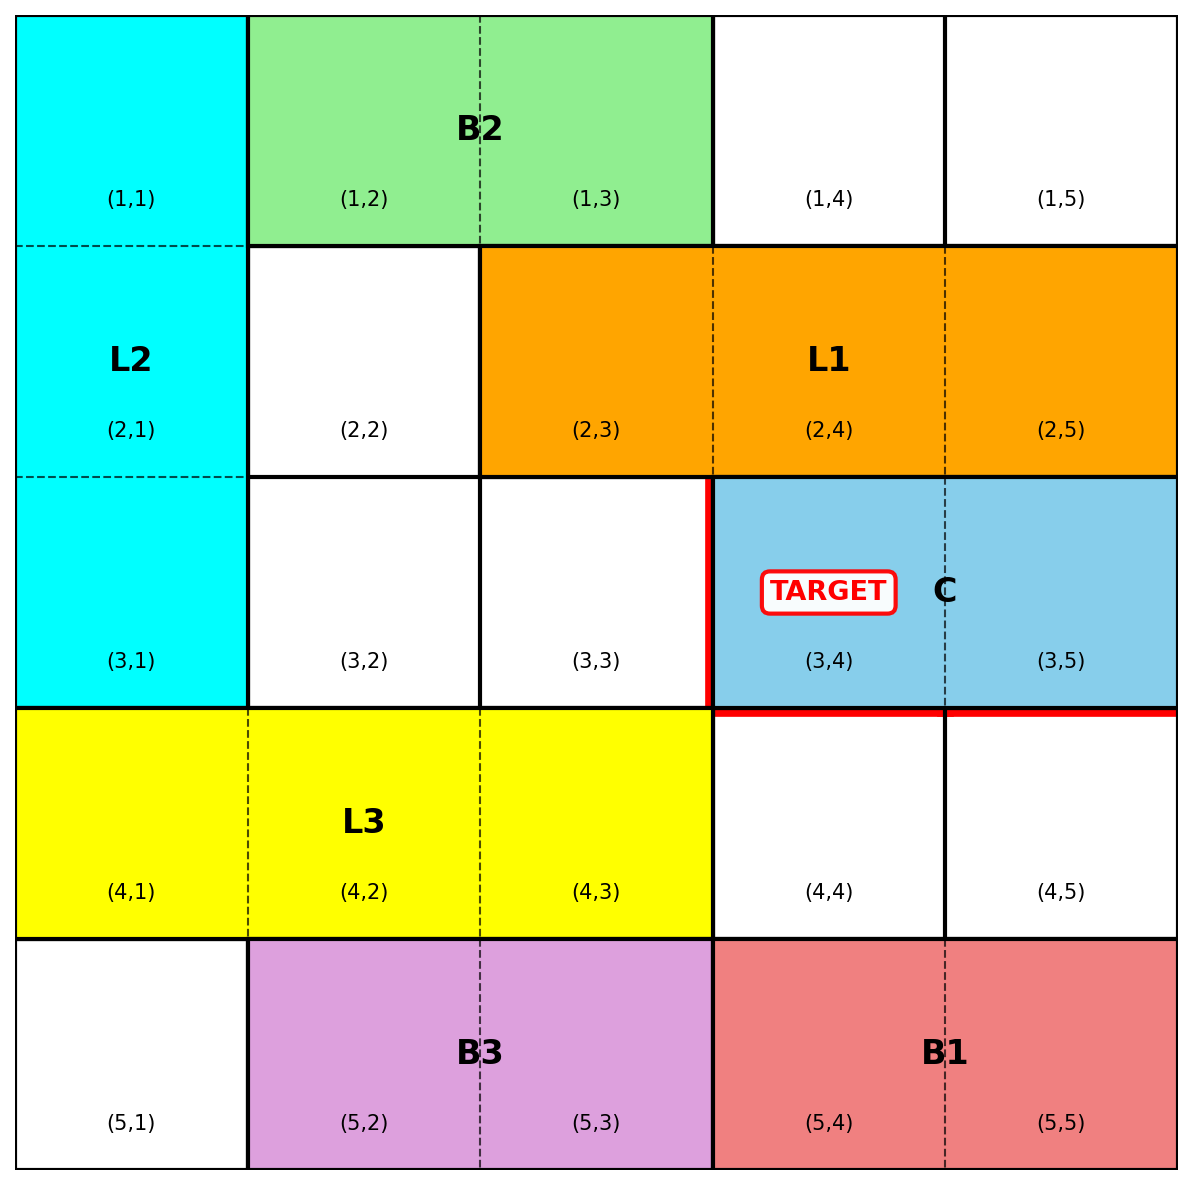 B2
(1,1) (1,2) (1,3) (1,4) (1,5)
L2 L1
(2,1) (2,2) (2,3) (2,4) (2,5)
TARGET C
(3,1) (3,2) (3,3) (3,4) (3,5)
L3
(4,1) (4,2) (4,3) (4,4) (4,5)
B3 B1
(5,1) (5,2) (5,3) (5,4) (5,5)